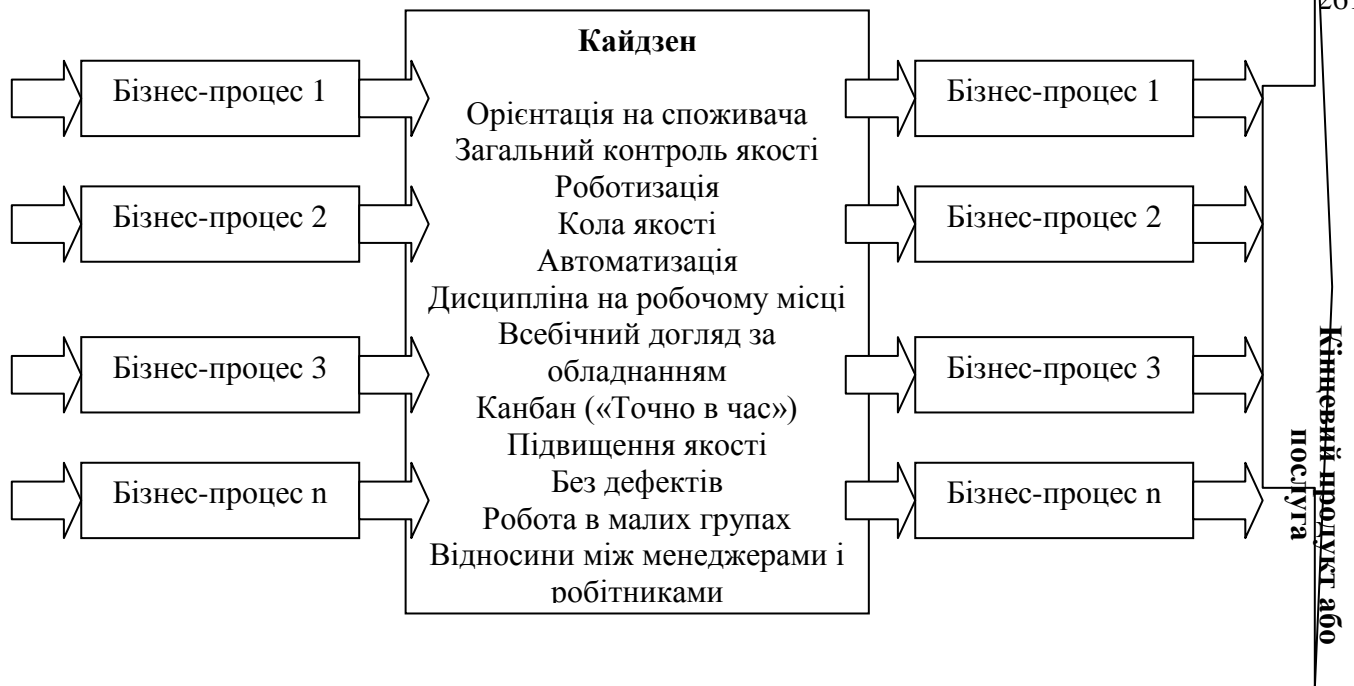 261
Кайдзен
Бізнес-процес 1
Бізнес-процес 2
Бізнес-процес 3
Бізнес-процес n
Орієнтація на споживача
Загальний контроль якості
Роботизація
Кола якості
Автоматизація
Дисципліна на робочому місці
Всебічний догляд за
обладнанням
Канбан («Точно в час»)
Підвищення якості
Без дефектів
Робота в малих групах
Відносини між менеджерами і
робітниками
Бізнес-процес 1
Бізнес-процес 2
Бізнес-процес 3
Бізнес-процес n
Кінцевий продукт або
послуга